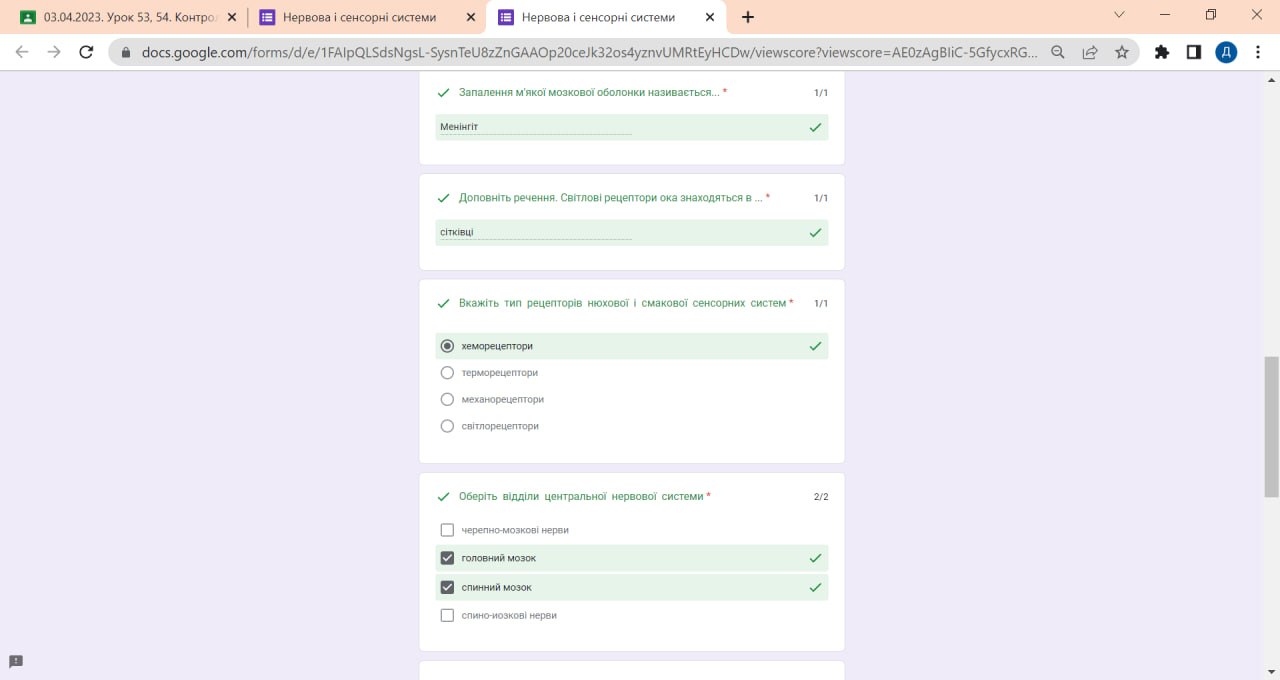 03.04.2023. Урок 53, 54. Контро
Нервова і сенсорні системи
Нервова і сенсорні системи
docs.google.com/forms/d/e/1FAIpQLSdsNgsL-SysnTeU8zZnGAAOp20ceJk32os4yznvUMRtEyHCDw/viewscore?viewscore=AE0zAgBIiC-5GfycxRG...
Д
Запалення м'якої мозкової оболонки називається... *
1/1
Менінгіт
Доповніть речення. Світлові рецептори ока знаходяться в ... *
1/1
сітківці
Вкажіть тип рецепторів нюхової і смакової сенсорних систем *
1/1
хеморецептори
терморецептори
механорецептори
світлорецептори
Оберіть відділи центральної нервової системи *
2/2
черепно-мозкові нерви
головний мозок
спинний мозок
спино-иозкові нерви